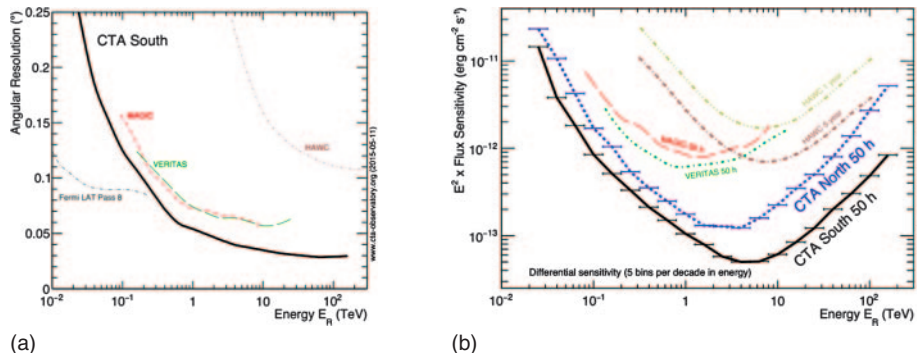 Angular Resolution (°)
0.25
0.2
0.15
0.1
0.05
0
CTA South
MAGIC
VERITAS
HAWC
Fermi LAT Pass 8
www.cta-observatory.org (2015-05-11)
10⁻² 10⁻¹ 1 10 10²
Energy E_R (TeV)
(a)
E² x Flux Sensitivity (erg cm⁻² s⁻¹)
10⁻¹¹
10⁻¹²
10⁻¹³
VERITAS 50 h
CTA North 50 h
CTA South 50 h
Differential sensitivity (5 bins per decade in energy)
10⁻² 10⁻¹ 1 10 10²
Energy E_R (TeV)
(b)